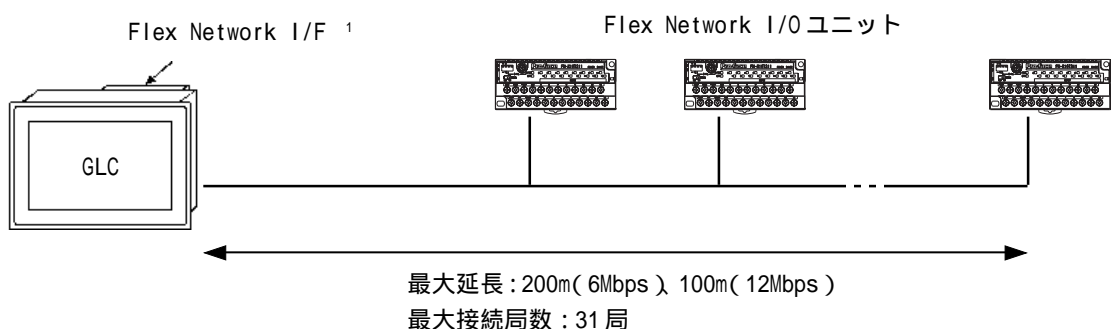 Flex Network I/F 1
Flex Network I/O ユニット
GLC
最大延長：200m(6Mbps)、100m(12Mbps)
最大接続局数：31局